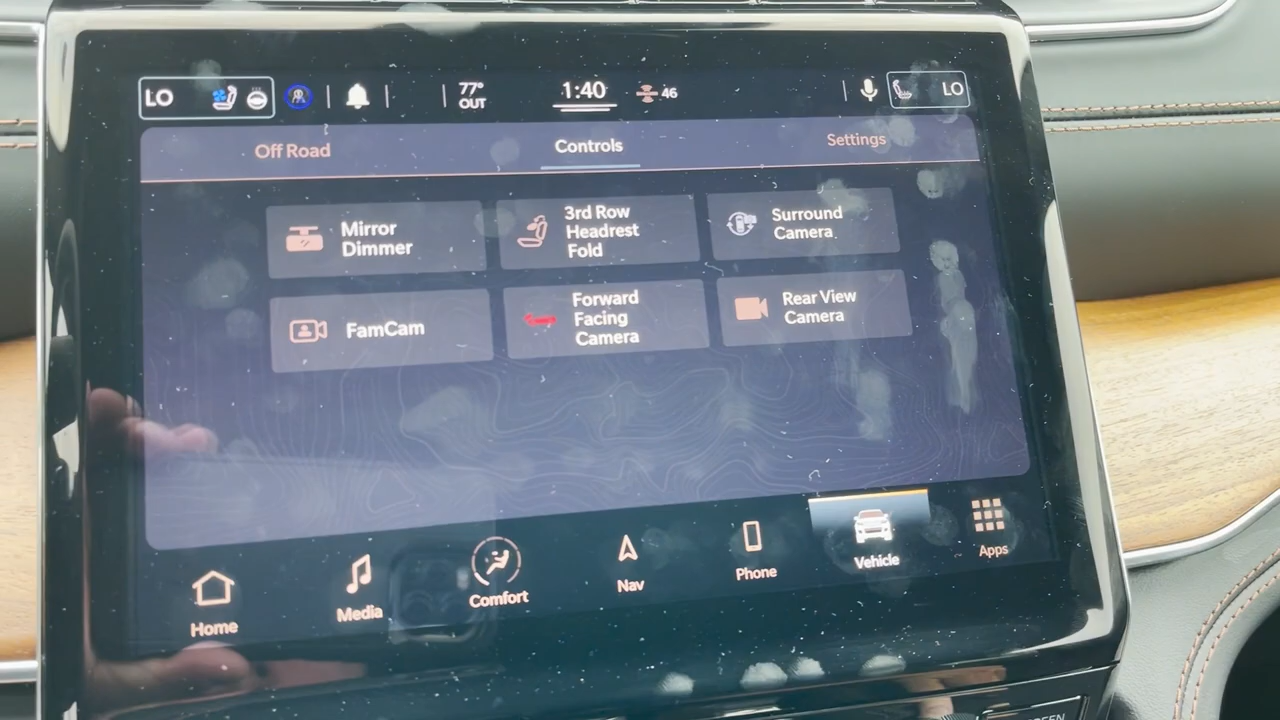 LO
77°
OUT
1:40
46
LO
Off Road
Controls
Settings
Mirror
Dimmer
3rd Row
Headrest
Fold
Surround
Camera
FamCam
Forward
Facing
Camera
Rear View
Camera
Home
Media
Comfort
Nav
Phone
Vehicle
Apps